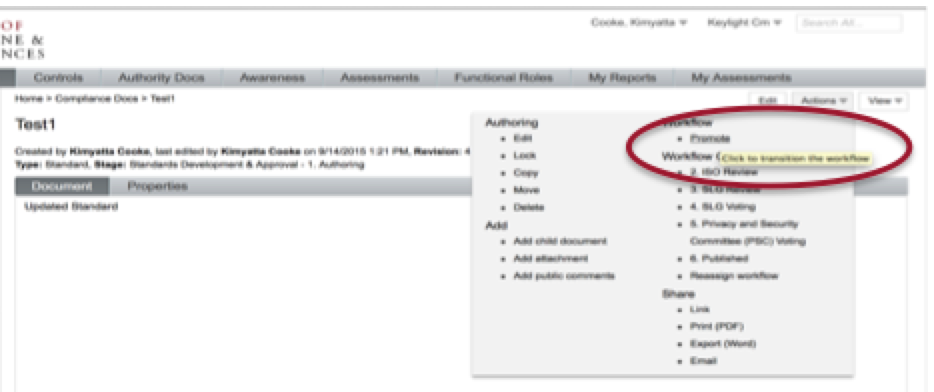 OF
NE &
NCES
Cooke, Kimyatta Keylight Cm Search All...
Controls Authority Docs Awareness Assessments Functional Roles My Reports My Assessments
Home > Compliance Docs > Test1
Edit Actions View
Test1
Created by Kimyatta Cooke, last edited by Kimyatta Cooke on 9/14/2015 1:21 PM, Revision: 4
Type: Standard, Stage: Standards Development & Approval - 1. Authoring
Document Properties
Updated Standard
Authoring
Edit
Lock
Copy
Move
Delete
Add
Add child document
Add attachment
Add public comments
Workflow
Promote
Click to transition the workflow
Workflow
2. ISO Review
3. SLG Review
4. SLG Voting
5. Privacy and Security
Committee (PSC) Voting
6. Published
Reassign workflow
Share
Link
Print (PDF)
Export (Word)
Email